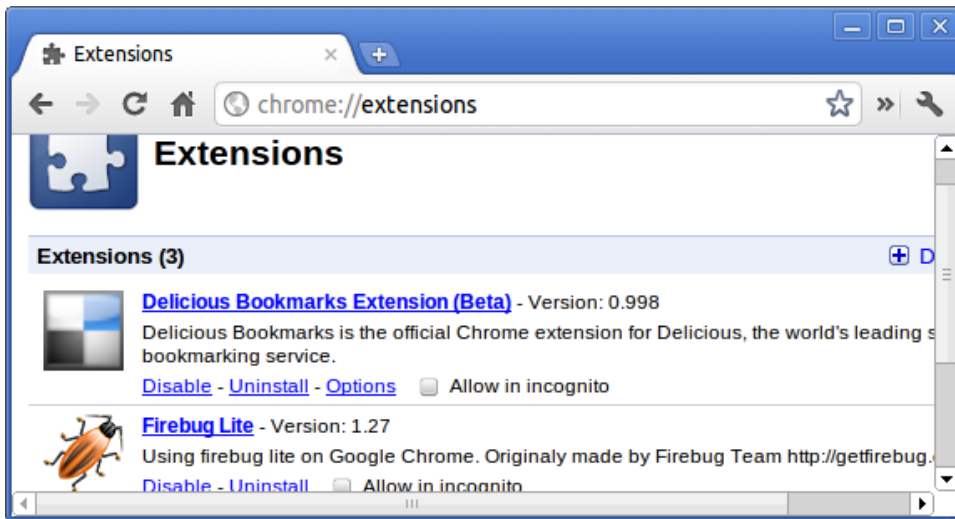 Extensions
chrome://extensions
Extensions
Extensions (3)
D
Delicious Bookmarks Extension (Beta) - Version: 0.998
Delicious Bookmarks is the official Chrome extension for Delicious, the world's leading s
bookmarking service.
Disable - Uninstall - Options Allow in incognito
Firebug Lite - Version: 1.27
Using firebug lite on Google Chrome. Originaly made by Firebug Team http://getfirebug.
Disable - Uninstall Allow in incognito